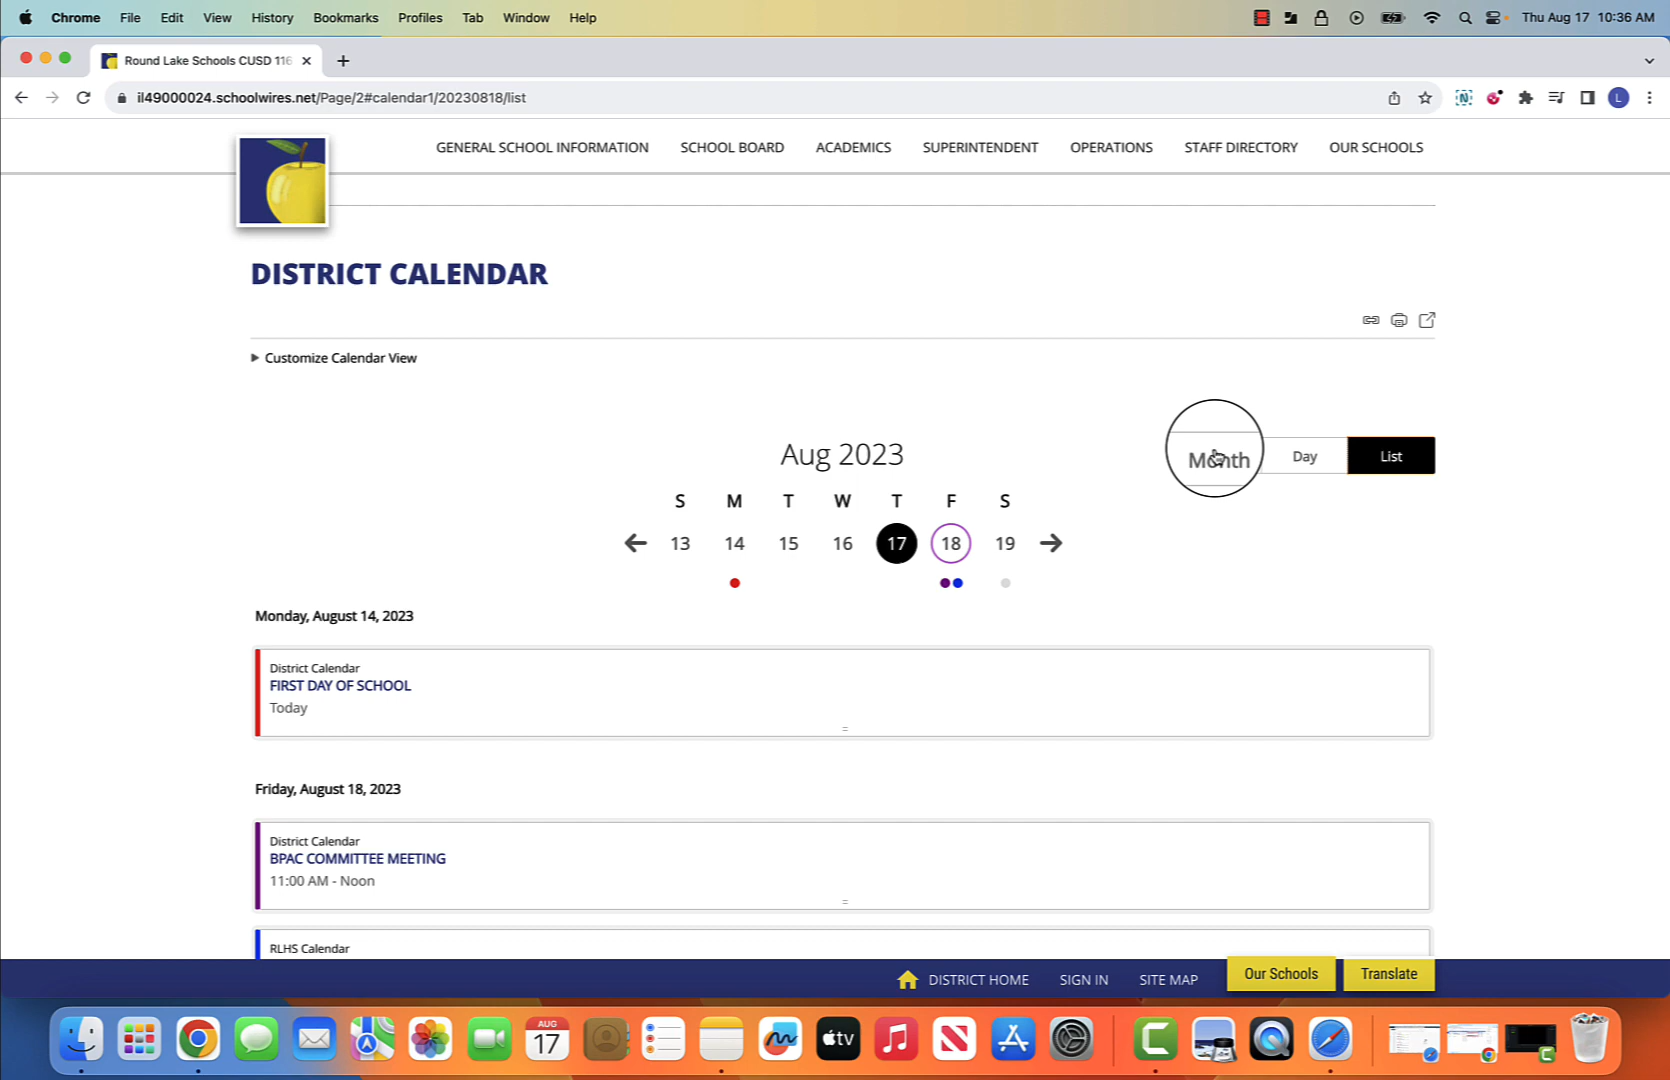 Chrome File Edit View History Bookmarks Profiles Tab Window Help Thu Aug 17 10:36 AM
Round Lake Schools CUSD 116
il49000024.schoolwires.net/Page/2#calendar1/20230818/list
L
GENERAL SCHOOL INFORMATION SCHOOL BOARD ACADEMICS SUPERINTENDENT OPERATIONS STAFF DIRECTORY OUR SCHOOLS
DISTRICT CALENDAR
Customize Calendar View
Aug 2023
Month Day List
S M T W T F S
13 14 15 16 17 18 19
Monday, August 14, 2023
District Calendar
FIRST DAY OF SCHOOL
Today
Friday, August 18, 2023
District Calendar
BPAC COMMITTEE MEETING
11:00 AM - Noon
RLHS Calendar
DISTRICT HOME SIGN IN SITE MAP Our Schools Translate
AUG
17
tv